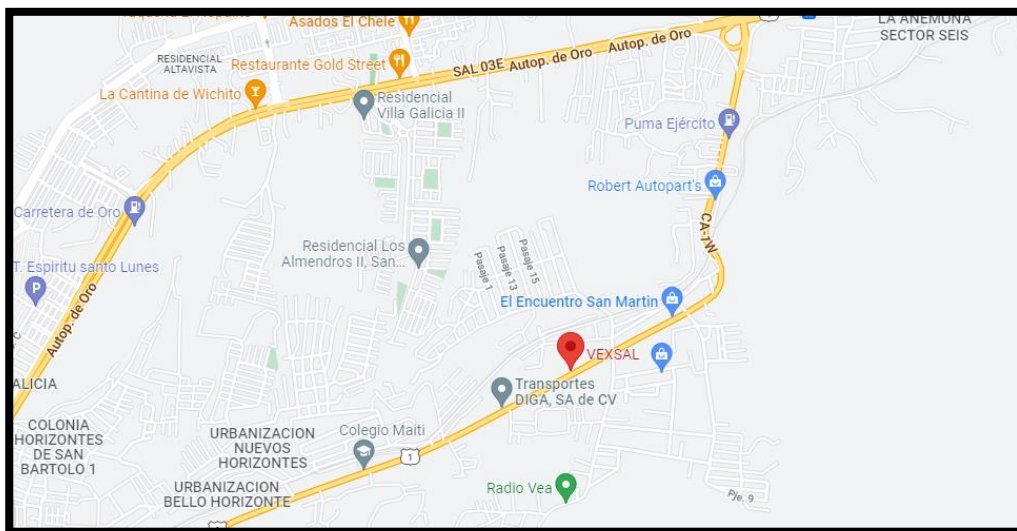 Asados El Chele
LA ANEMONA
SECTOR SEIS
Autop. de Oro
SAL 03E
Autop. de Oro
RESIDENCIAL
ALTAVISTA
Restaurante Gold Street
La Cantina de Wichito
Residencial
Villa Galicia II
Puma Ejército
Robert Autopart's
CA-1W
Carretera de Oro
Residencial Los
Almendros II, San...
Pasaje 1
Pasaje 13
Pasaje 15
T. Espiritu santo Lunes
P
El Encuentro San Martin
Autop. de Oro
VEXSAL
ALICIA
Transportes
DIGA, SA de CV
COLONIA
HORIZONTES
DE SAN
BARTOLO 1
URBANIZACION
NUEVOS
HORIZONTES
Colegio Maiti
1
URBANIZACION
BELLO HORIZONTE
Radio Vea
Pje. 9